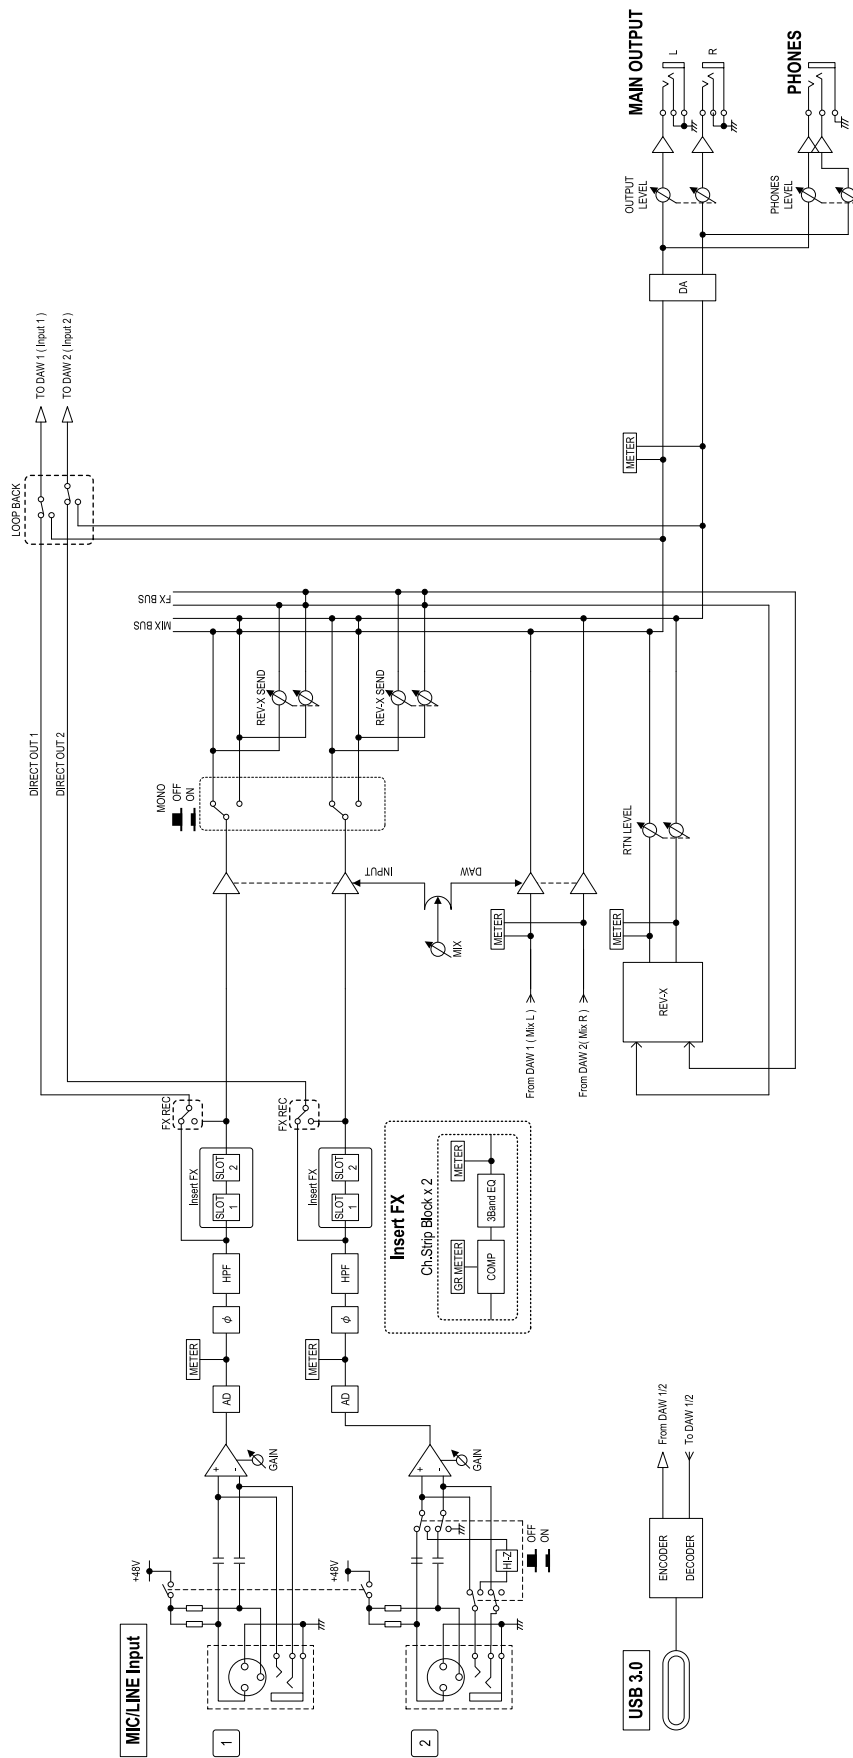 MIC/LINE Input
1
+48V
GAIN
AD
METER
ϕ
HPF
Insert FX
SLOT
1
SLOT
2
FX REC
2
+48V
HI-Z
OFF
ON
GAIN
AD
METER
ϕ
HPF
Insert FX
SLOT
1
SLOT
2
FX REC
Insert FX
Ch.Strip Block x 2
GR METER
COMP
3Band EQ
METER
DIRECT OUT 1
DIRECT OUT 2
MONO
OFF
ON
REV-X SEND
REV-X SEND
MIX BUS
FX BUS
LOOP BACK
TO DAW 1 ( Input 1 )
TO DAW 2 ( Input 2 )
INPUT
MIX
DAW
METER
From DAW 1 ( Mix L )
From DAW 2( Mix R )
REV-X
METER
RTN LEVEL
METER
DA
OUTPUT
LEVEL
MAIN OUTPUT
L
R
PHONES
LEVEL
PHONES
USB 3.0
ENCODER
DECODER
From DAW 1/2
To DAW 1/2